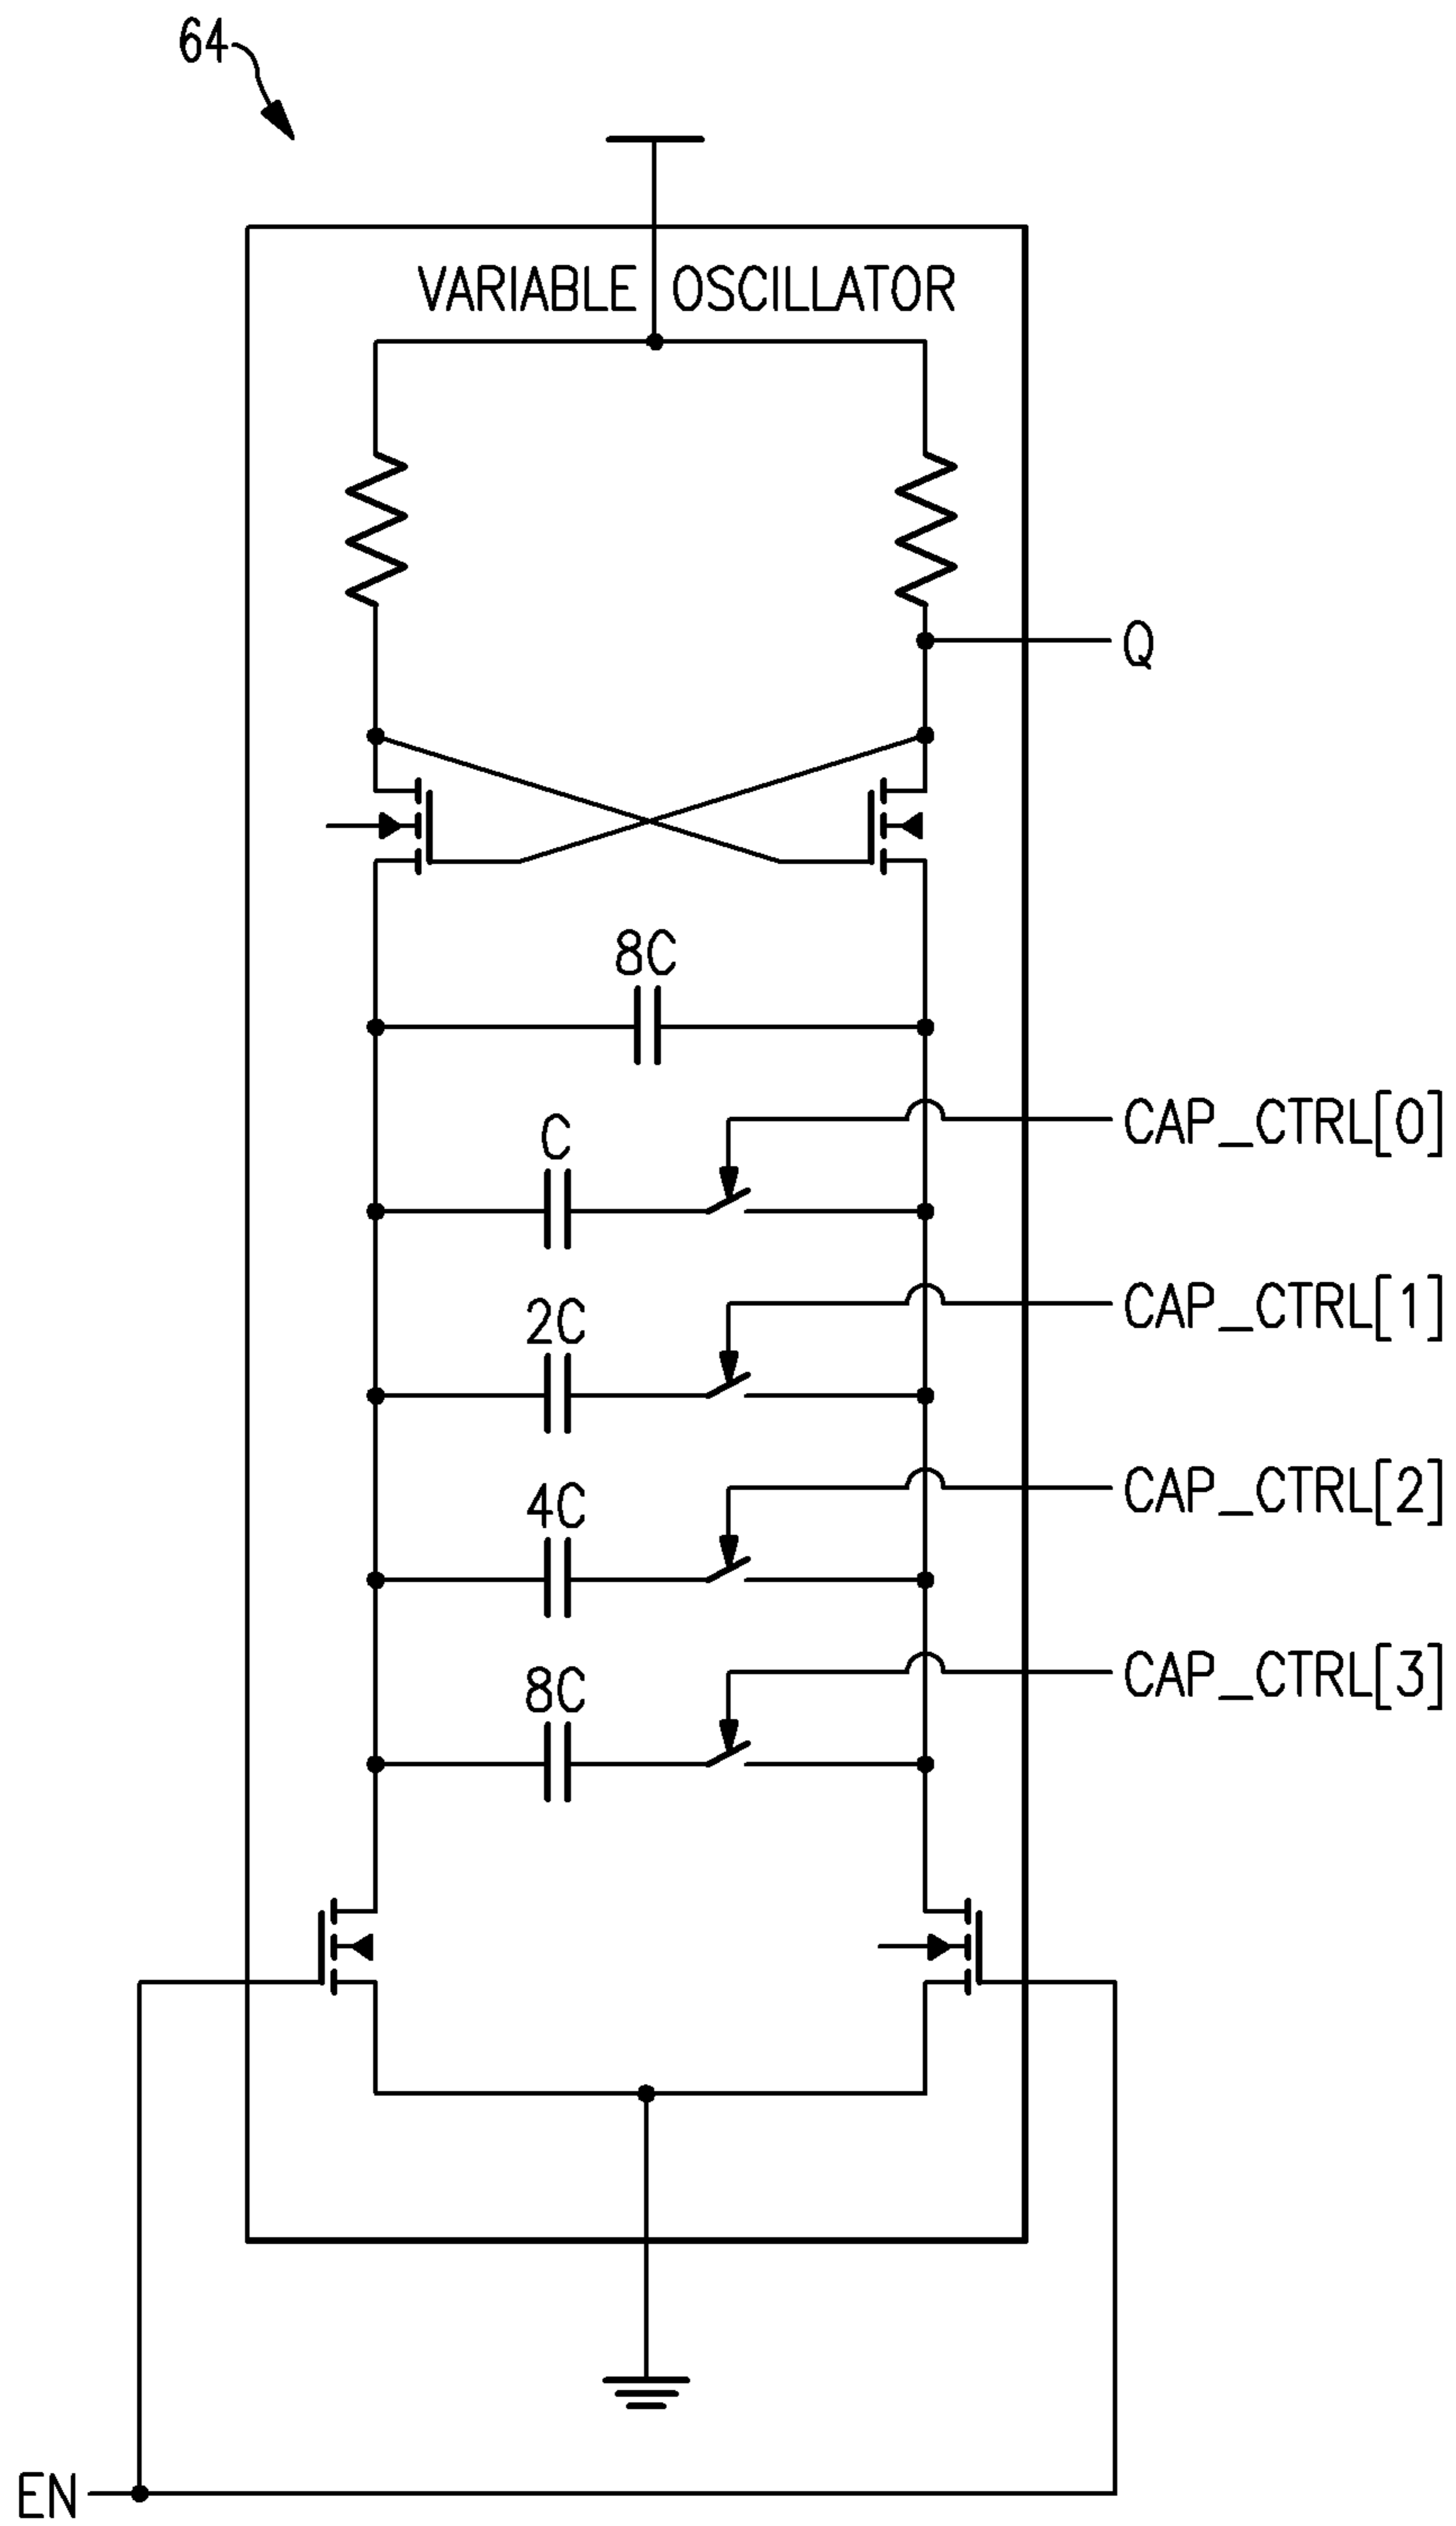 64
VARIABLE OSCILLATOR
Q
8C
CAP_CTRL[0]
C
CAP_CTRL[1]
2C
CAP_CTRL[2]
4C
CAP_CTRL[3]
8C
EN